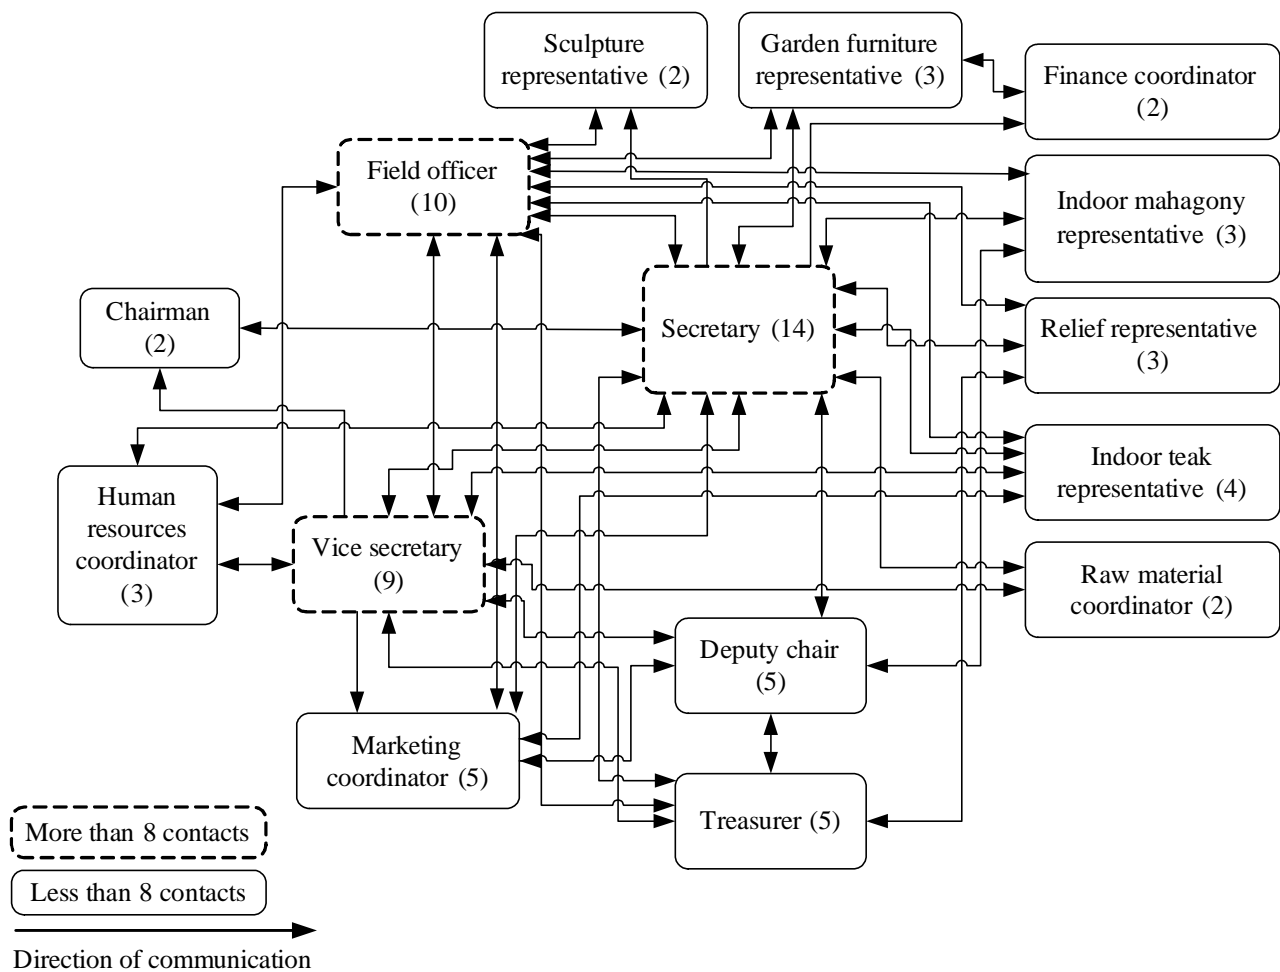 Sculpture
representative (2)
Garden furniture
representative (3)
Finance coordinator
(2)
Field officer
(10)
Indoor mahagony
representative (3)
Chairman
(2)
Secretary (14)
Relief representative
(3)
Human
resources
coordinator
(3)
Vice secretary
(9)
Indoor teak
representative (4)
Raw material
coordinator (2)
Deputy chair
(5)
Marketing
coordinator (5)
Treasurer (5)
More than 8 contacts
Less than 8 contacts
Direction of communication